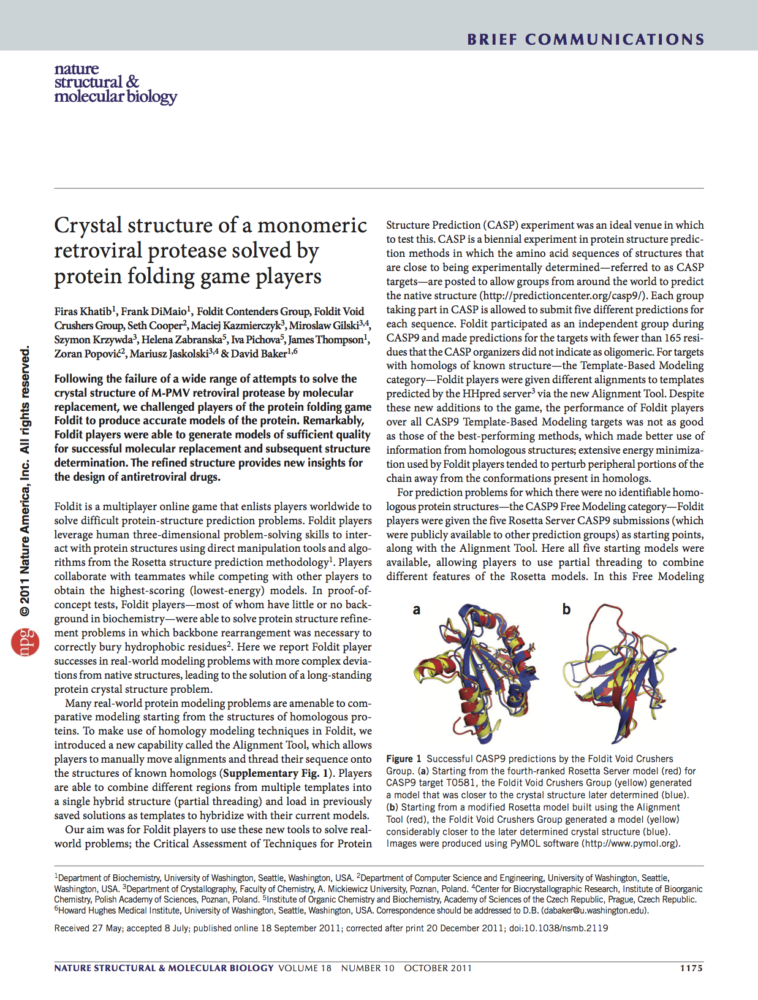 BRIEF COMMUNICATIONS
nature
structural &
molecular biology
Crystal structure of a monomeric
retroviral protease solved by
protein folding game players
Firas Khatib1, Frank DiMaio1, Foldit Contenders Group, Foldit Void
Crushers Group, Seth Cooper2, Maciej Kazmierczyk3, Miroslaw Gilski3,4,
Szymon Krzywda3, Helena Zabranska5, Iva Pichova5, James Thompson1,
Zoran Popović2, Mariusz Jaskolski3,4 & David Baker1,6
Following the failure of a wide range of attempts to solve the
crystal structure of M-PMV retroviral protease by molecular
replacement, we challenged players of the protein folding game
Foldit to produce accurate models of the protein. Remarkably,
Foldit players were able to generate models of sufficient quality
for successful molecular replacement and subsequent structure
determination. The refined structure provides new insights for
the design of antiretroviral drugs.
Foldit is a multiplayer online game that enlists players worldwide to
solve difficult protein-structure prediction problems. Foldit players
leverage human three-dimensional problem-solving skills to inter-
act with protein structures using direct manipulation tools and algo-
rithms from the Rosetta structure prediction methodology1. Players
collaborate with teammates while competing with other players to
obtain the highest-scoring (lowest-energy) models. In proof-of-
concept tests, Foldit players—most of whom have little or no back-
ground in biochemistry—were able to solve protein structure refine-
ment problems in which backbone rearrangement was necessary to
correctly bury hydrophobic residues2. Here we report Foldit player
successes in real-world modeling problems with more complex devia-
tions from native structures, leading to the solution of a long-standing
protein crystal structure problem.
Many real-world protein modeling problems are amenable to com-
parative modeling starting from the structures of homologous pro-
teins. To make use of homology modeling techniques in Foldit, we
introduced a new capability called the Alignment Tool, which allows
players to manually move alignments and thread their sequence onto
the structures of known homologs (Supplementary Fig. 1). Players
are able to combine different regions from multiple templates into
a single hybrid structure (partial threading) and load in previously
saved solutions as templates to hybridize with their current models.
Our aim was for Foldit players to use these new tools to solve real-
world problems; the Critical Assessment of Techniques for Protein
Structure Prediction (CASP) experiment was an ideal venue in which
to test this. CASP is a biennial experiment in protein structure predic-
tion methods in which the amino acid sequences of structures that
are close to being experimentally determined—referred to as CASP
targets—are posted to allow groups from around the world to predict
the native structure (http://predictioncenter.org/casp9/). Each group
taking part in CASP is allowed to submit five different predictions for
each sequence. Foldit participated as an independent group during
CASP9 and made predictions for the targets with fewer than 165 resi-
dues that the CASP organizers did not indicate as oligomeric. For targets
with homologs of known structure—the Template-Based Modeling
category—Foldit players were given different alignments to templates
predicted by the HHpred server3 via the new Alignment Tool. Despite
these new additions to the game, the performance of Foldit players
over all CASP9 Template-Based Modeling targets was not as good
as those of the best-performing methods, which made better use of
information from homologous structures; extensive energy minimiza-
tion used by Foldit players tended to perturb peripheral portions of the
chain away from the conformations present in homologs.
For prediction problems for which there were no identifiable homo-
logous protein structures—the CASP9 Free Modeling category—Foldit
players were given the five Rosetta Server CASP9 submissions (which
were publicly available to other prediction groups) as starting points,
along with the Alignment Tool. Here all five starting models were
available, allowing players to use partial threading to combine
different features of the Rosetta models. In this Free Modeling
a
b
Figure 1 Successful CASP9 predictions by the Foldit Void Crushers
Group. (a) Starting from the fourth-ranked Rosetta Server model (red) for
CASP9 target T0581, the Foldit Void Crushers Group (yellow) generated
a model that was closer to the crystal structure later determined (blue).
(b) Starting from a modified Rosetta model built using the Alignment
Tool (red), the Foldit Void Crushers Group generated a model (yellow)
considerably closer to the later determined crystal structure (blue).
Images were produced using PyMOL software (http://www.pymol.org).
1Department of Biochemistry, University of Washington, Seattle, Washington, USA. 2Department of Computer Science and Engineering, University of Washington, Seattle,
Washington, USA. 3Department of Crystallography, Faculty of Chemistry, A. Mickiewicz University, Poznan, Poland. 4Center for Biocrystallographic Research, Institute of Bioorganic
Chemistry, Polish Academy of Sciences, Poznan, Poland. 5Institute of Organic Chemistry and Biochemistry, Academy of Sciences of the Czech Republic, Prague, Czech Republic.
6Howard Hughes Medical Institute, University of Washington, Seattle, Washington, USA. Correspondence should be addressed to D.B. (dabaker@u.washington.edu).
Received 27 May; accepted 8 July; published online 18 September 2011; corrected after print 20 December 2011; doi:10.1038/nsmb.2119
NATURE STRUCTURAL & MOLECULAR BIOLOGY VOLUME 18 NUMBER 10 OCTOBER 2011 1175
npg © 2011 Nature America, Inc. All rights reserved.